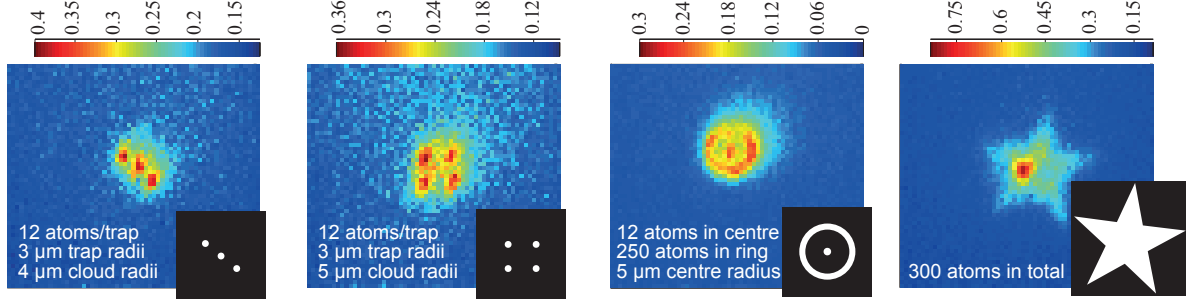 0.4 0.35 0.3 0.25 0.2 0.15
0.36 0.3 0.24 0.18 0.12
0.3 0.24 0.18 0.12 0.06 0
0.75 0.6 0.45 0.3 0.15
12 atoms/trap
3 µm trap radii
4 µm cloud radii
12 atoms/trap
3 µm trap radii
5 µm cloud radii
12 atoms in centre
250 atoms in ring
5 µm centre radius
300 atoms in total